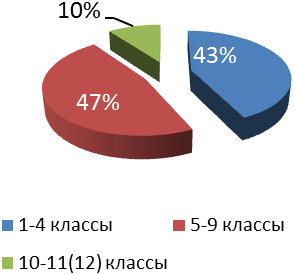 10%
43%
47%
1-4 классы
5-9 классы
10-11(12) классы